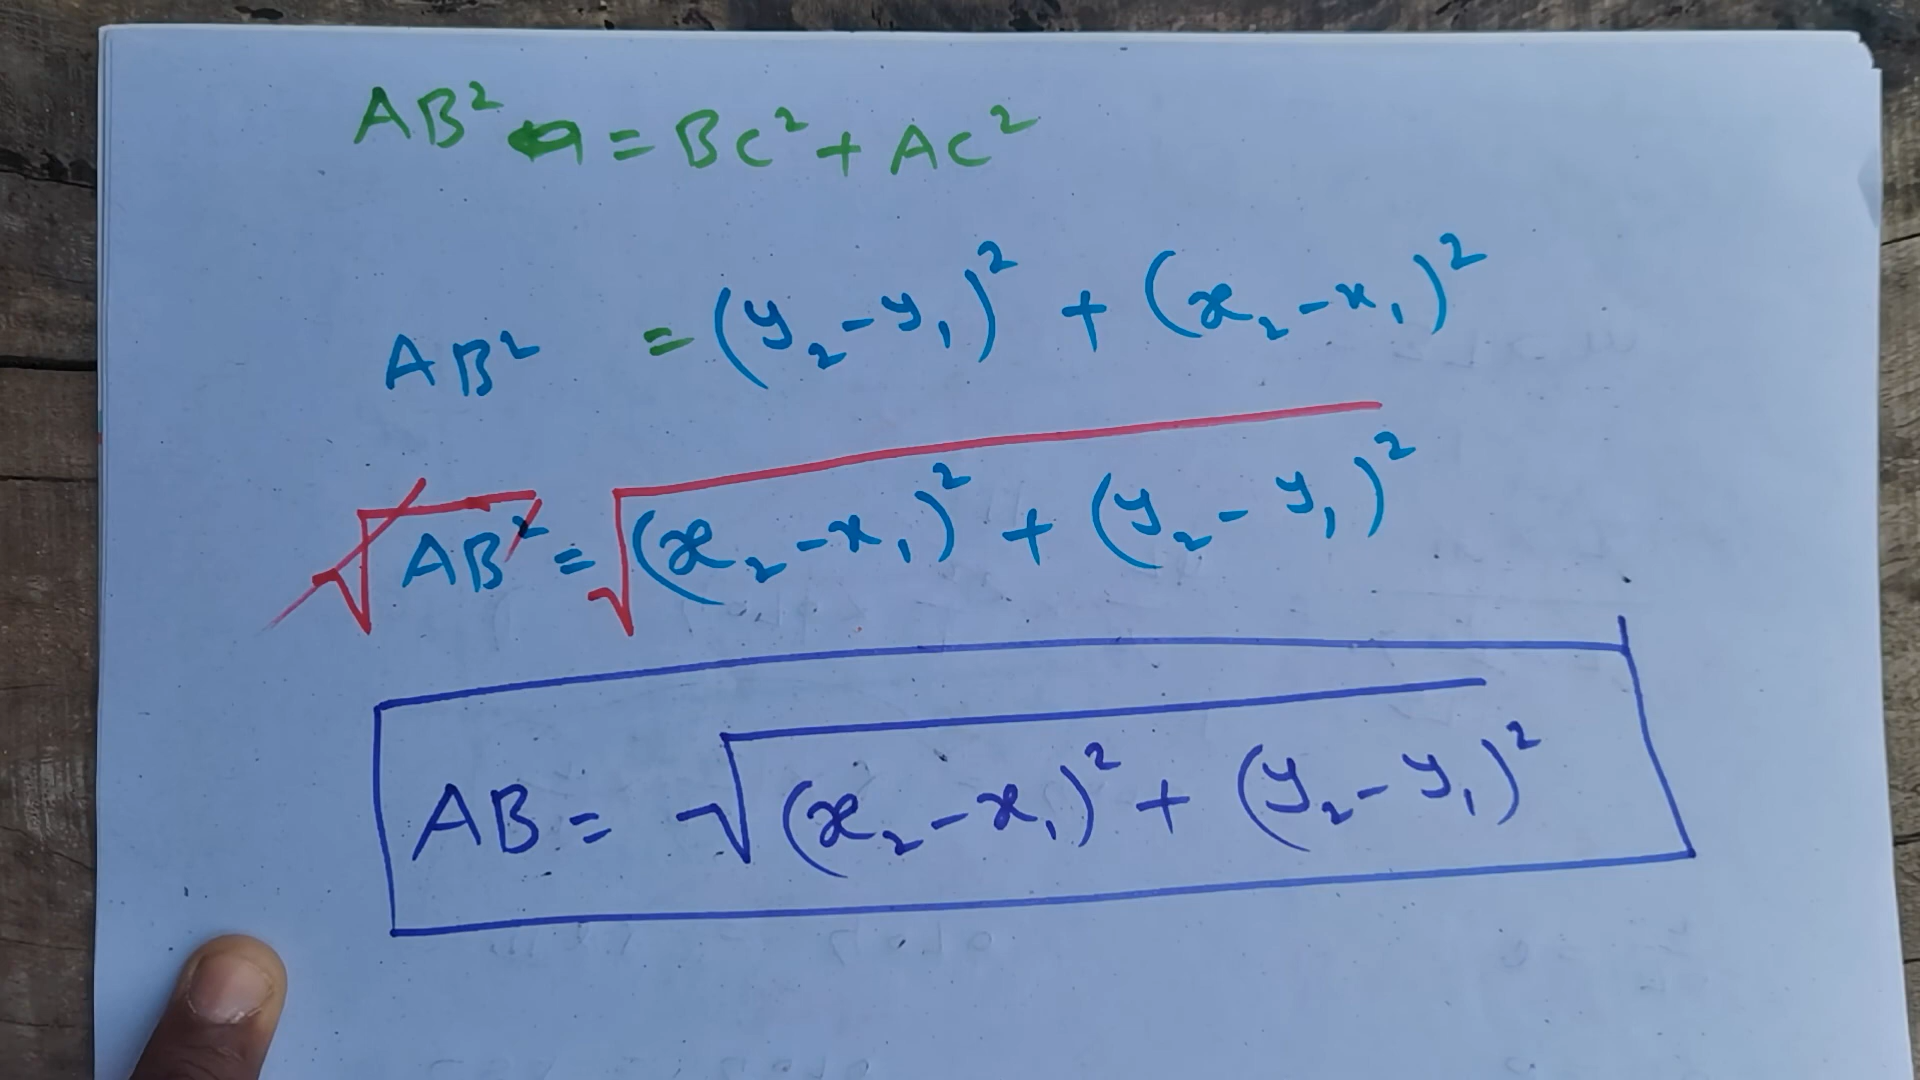 AB² = BC² + AC²
AB² = (y₂ - y₁)² + (x₂ - x₁)²
√AB² = √(x₂ - x₁)² + (y₂ - y₁)²
AB = √(x₂ - x₁)² + (y₂ - y₁)²